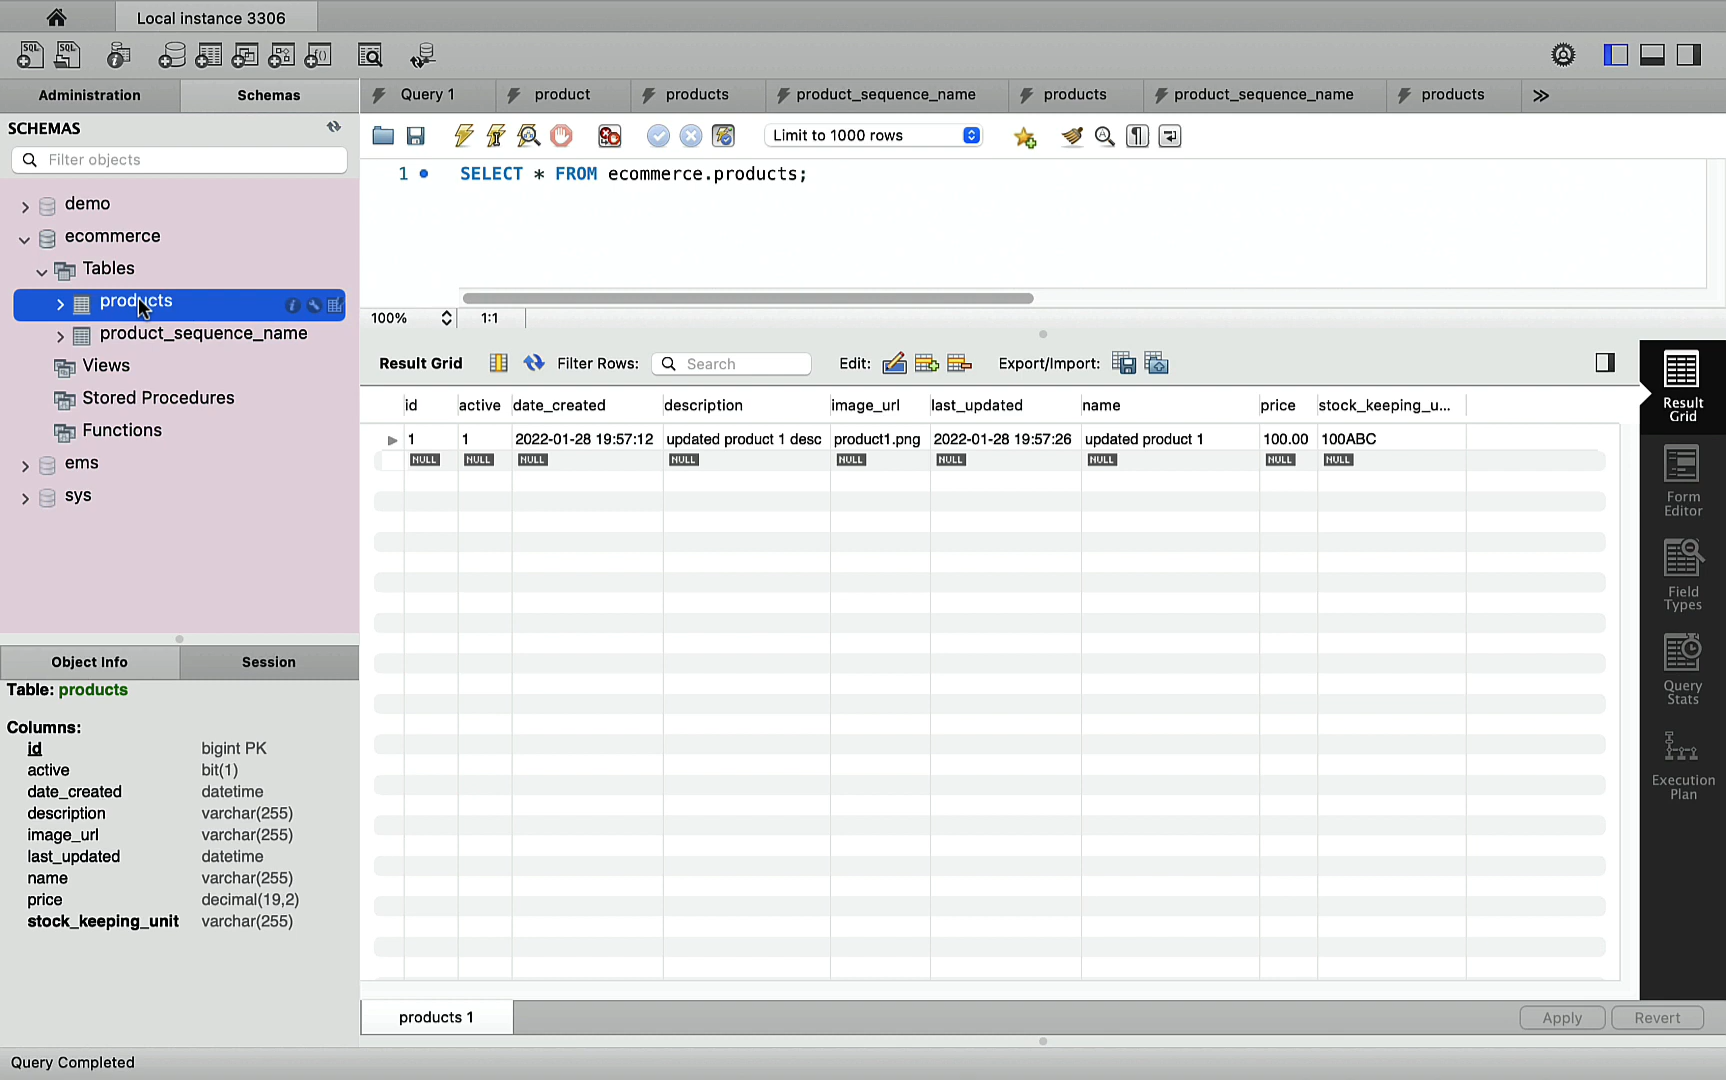 Local instance 3306
SQL
SQL
Administration
Schemas
Query 1
product
products
product_sequence_name
products
product_sequence_name
products
SCHEMAS
Filter objects
Limit to 1000 rows
1
SELECT * FROM ecommerce.products;
demo
ecommerce
Tables
products
product_sequence_name
Views
Stored Procedures
Functions
ems
sys
100%
1:1
Result Grid
Filter Rows:
Search
Edit:
Export/Import:
id active date_created description image_url last_updated name price stock_keeping_u...
1 1 2022-01-28 19:57:12 updated product 1 desc product1.png 2022-01-28 19:57:26 updated product 1 100.00 100ABC
NULL NULL NULL NULL NULL NULL NULL NULL NULL
Result
Grid
Form
Editor
Field
Types
Query
Stats
Execution
Plan
Object Info
Session
Table: products
Columns:
id bigint PK
active bit(1)
date_created datetime
description varchar(255)
image_url varchar(255)
last_updated datetime
name varchar(255)
price decimal(19,2)
stock_keeping_unit varchar(255)
products 1
Apply
Revert
Query Completed